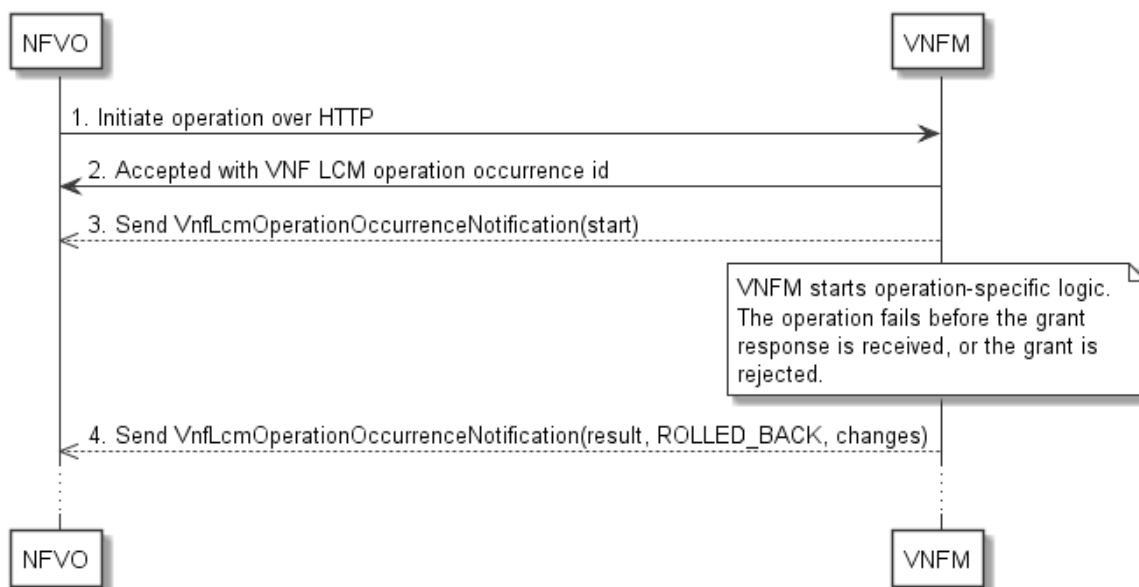 NFVO
VNFM
1. Initiate operation over HTTP
2. Accepted with VNF LCM operation occurrence id
3. Send VnfLcmOperationOccurrenceNotification(start)
VNFM starts operation-specific logic.
The operation fails before the grant
response is received, or the grant is
rejected.
4. Send VnfLcmOperationOccurrenceNotification(result, ROLLED_BACK, changes)
NFVO
VNFM